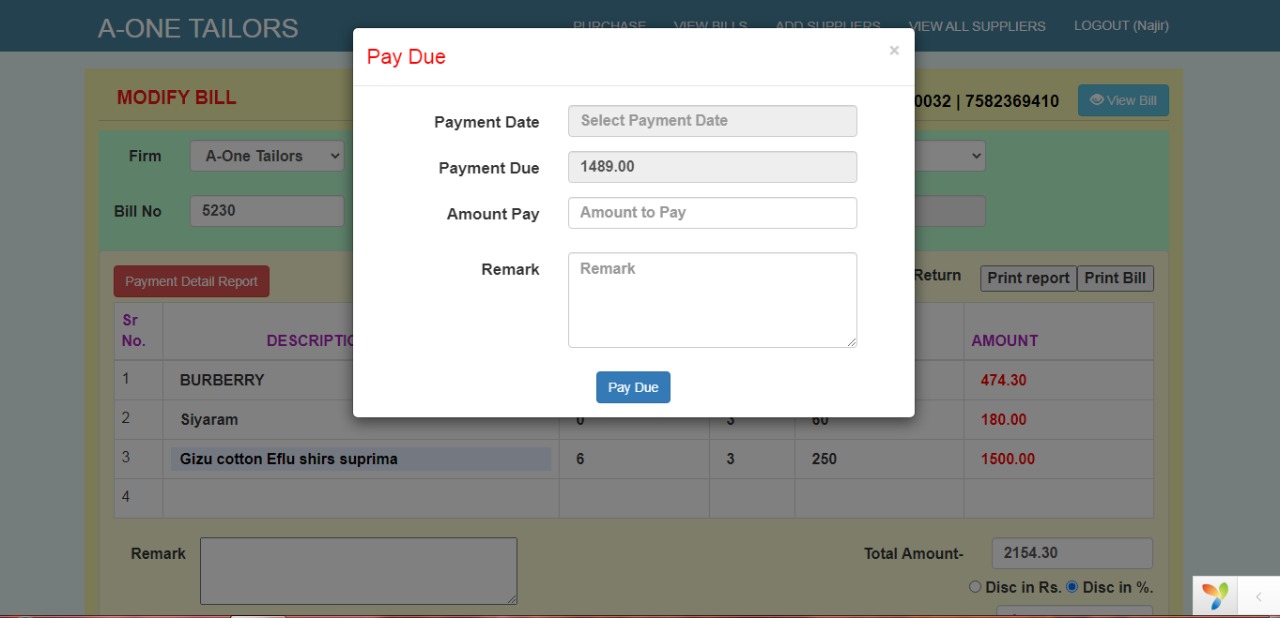 A-ONE TAILORS
PURCHASE VIEW BILLS ADD SUPPLIERS VIEW ALL SUPPLIERS LOGOUT (Najir)
Pay Due ×
MODIFY BILL
0032 | 7582369410 View Bill
Payment Date Select Payment Date
Firm A-One Tailors
Payment Due 1489.00
Bill No 5230
Amount Pay Amount to Pay
Remark Remark
Payment Detail Report
Return Print report Print Bill
Sr
No. DESCRIPTIO AMOUNT
1 BURBERRY 474.30
Pay Due
2 Siyaram 0 3 60 180.00
3 Gizu cotton Eflu shirs suprima 6 3 250 1500.00
4
Remark
Total Amount- 2154.30
Disc in Rs. Disc in %.